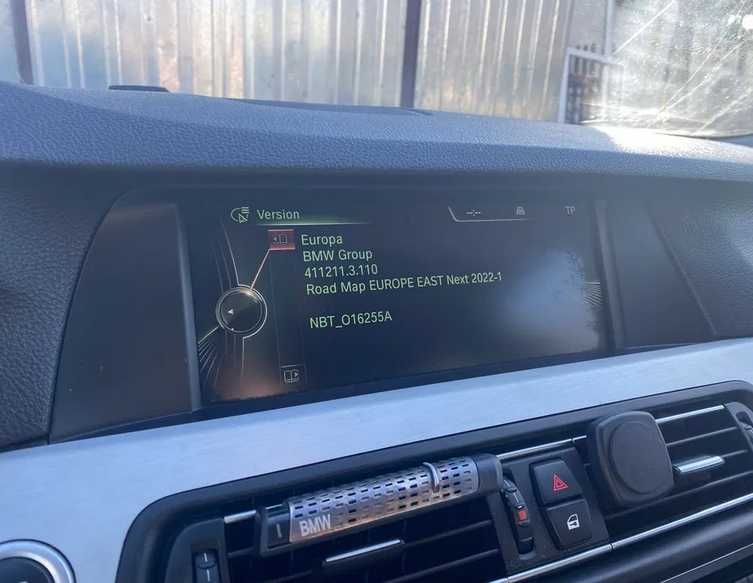 Version
TP
Europa
BMW Group
411211.3.110
Road Map EUROPE EAST Next 2022-1
NBT_O16255A
BMW